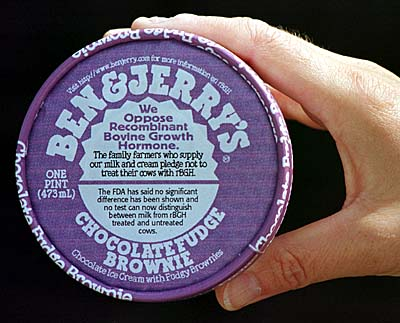 Visit http://www.benjerry.com for more information on rBGH
BEN&JERRY'S®
We
Oppose
Recombinant
Bovine Growth
Hormone.
The family farmers who supply
our milk and cream pledge not to
treat their cows with rBGH.
ONE
PINT
(473mL)
The FDA has said no significant
difference has been shown and
no test can now distinguish
between milk from rBGH
treated and untreated
cows.
CHOCOLATE FUDGE
BROWNIE
Chocolate Ice Cream with Fudgy Brownies
Chocolate Fudge Brownie
Chocolate Fudge